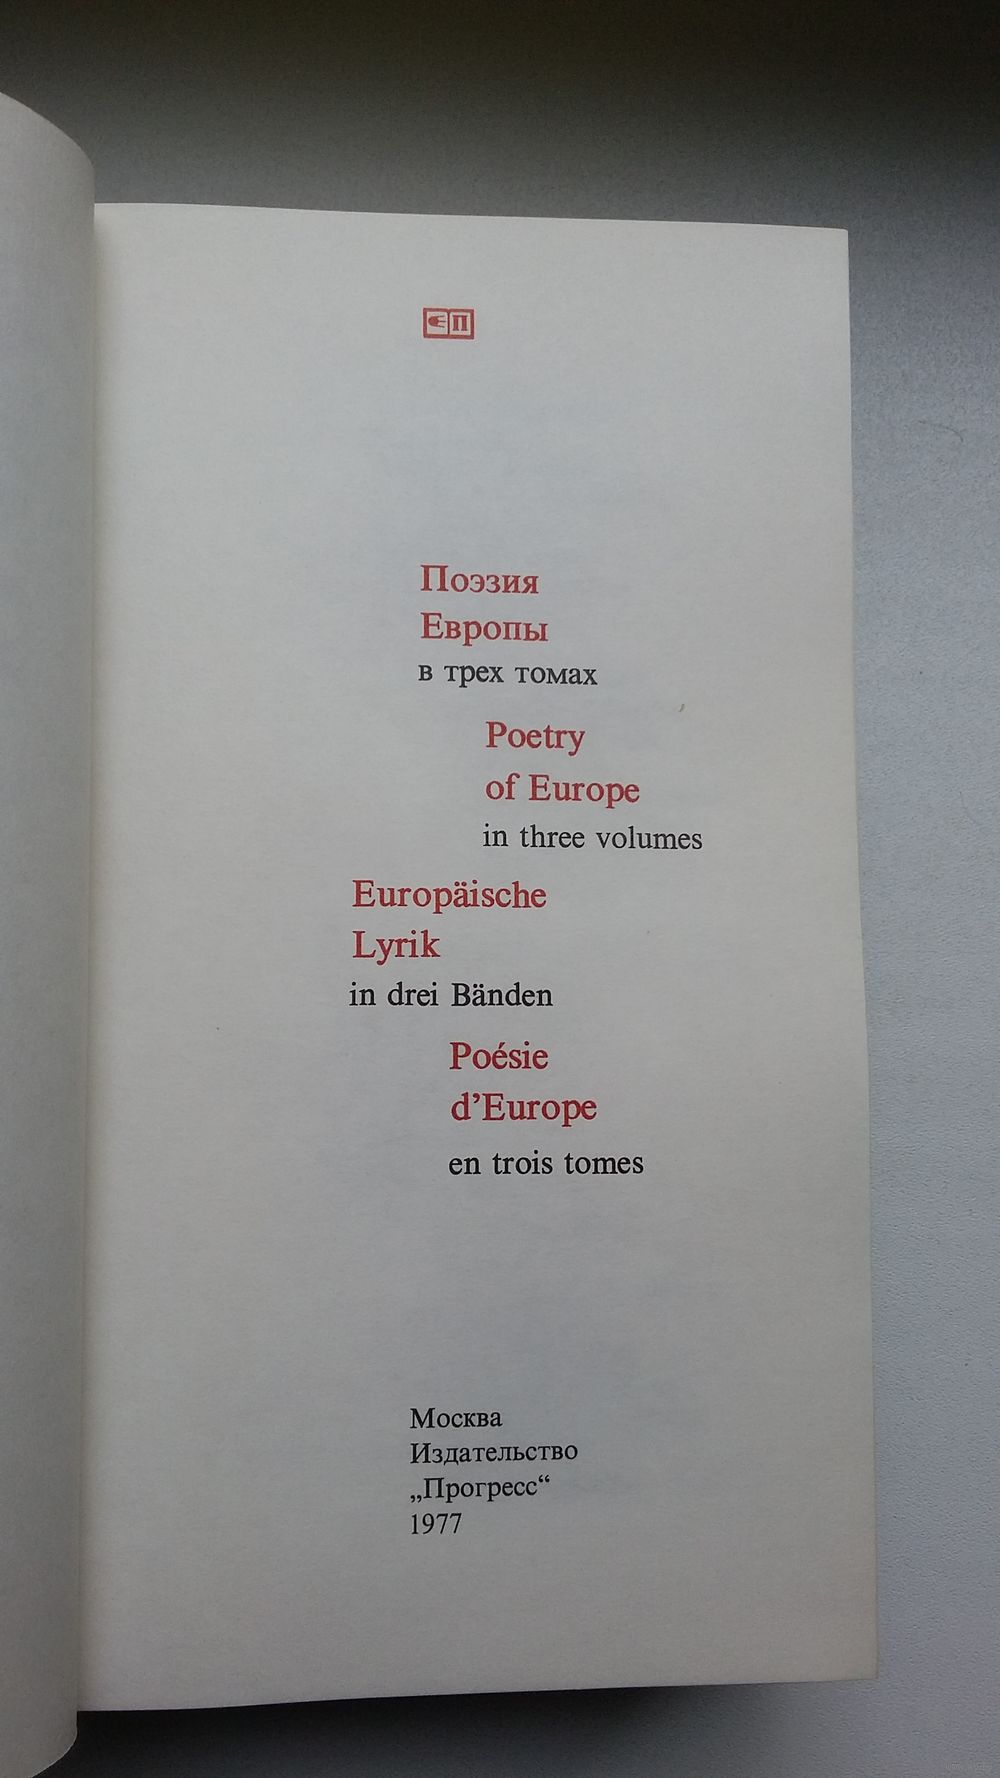 П
Поэзия
Европы
в трех томах
Poetry
of Europe
in three volumes
Europäische
Lyrik
in drei Bänden
Poésie
d’Europe
en trois tomes
Москва
Издательство
„Прогресс“
1977